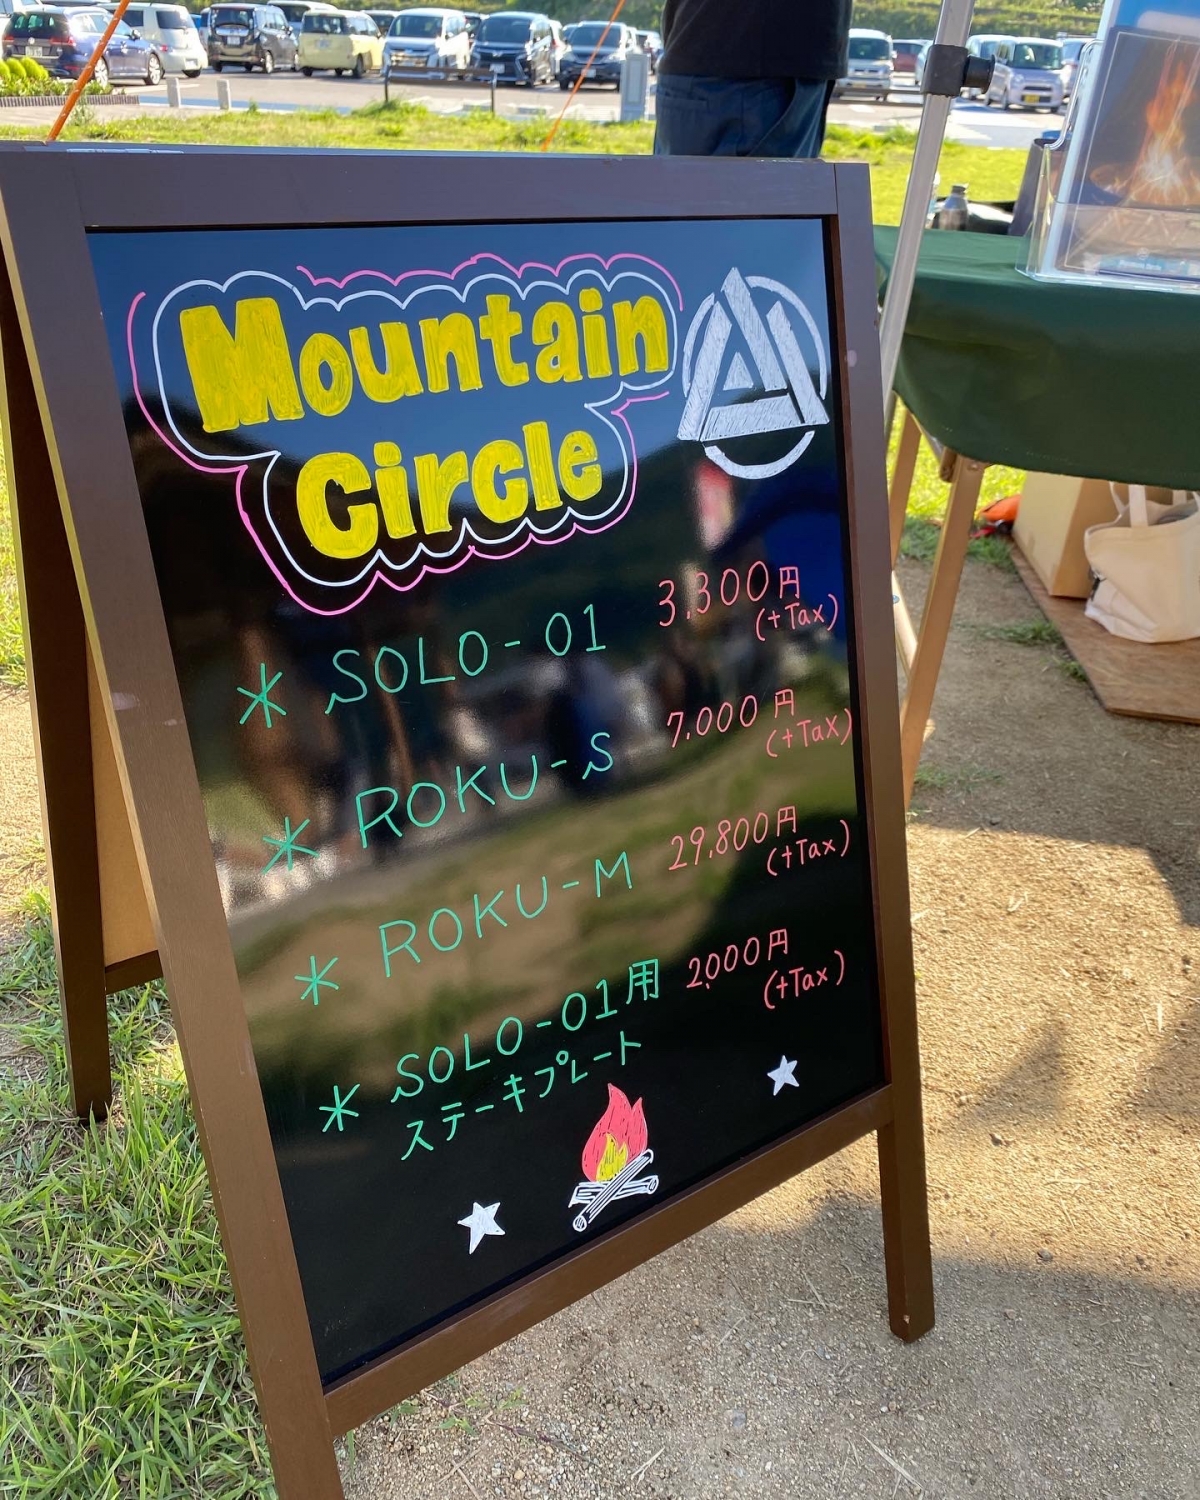 Mountain
Circle
* SOLO-01 3,300円
(+Tax)
* ROKU-S 7,000円
(+Tax)
* ROKU-M 29,800円
(+Tax)
* SOLO-01用 2,000円
ステーキプレート (+Tax)